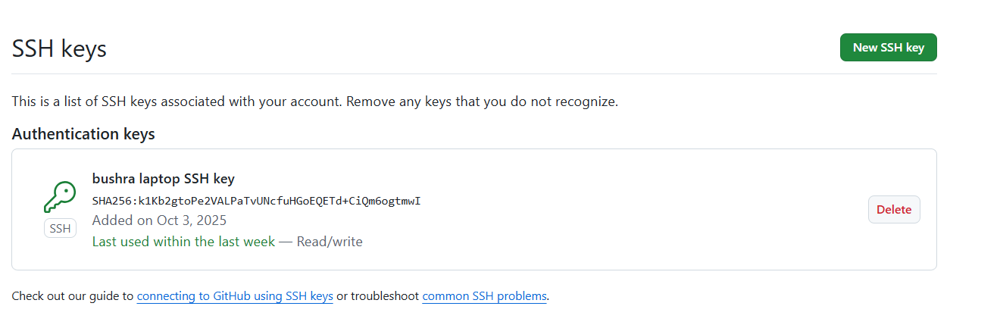 SSH keys
New SSH key
This is a list of SSH keys associated with your account. Remove any keys that you do not recognize.
Authentication keys
bushra laptop SSH key
SHA256:k1Kb2gtoPe2VALPaTvUNcfuHGoEQETd+CiQm6ogtmwI
Added on Oct 3, 2025
Last used within the last week — Read/write
SSH
Delete
Check out our guide to connecting to GitHub using SSH keys or troubleshoot common SSH problems.